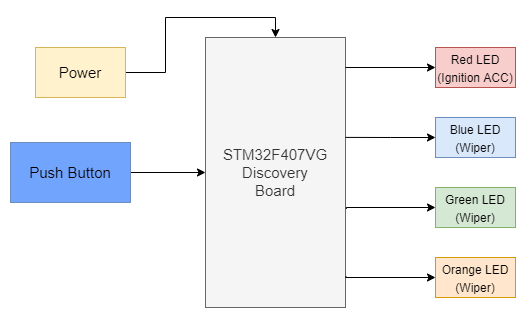 Power
Push Button
STM32F407VG
Discovery
Board
Red LED
(Ignition ACC)
Blue LED
(Wiper)
Green LED
(Wiper)
Orange LED
(Wiper)